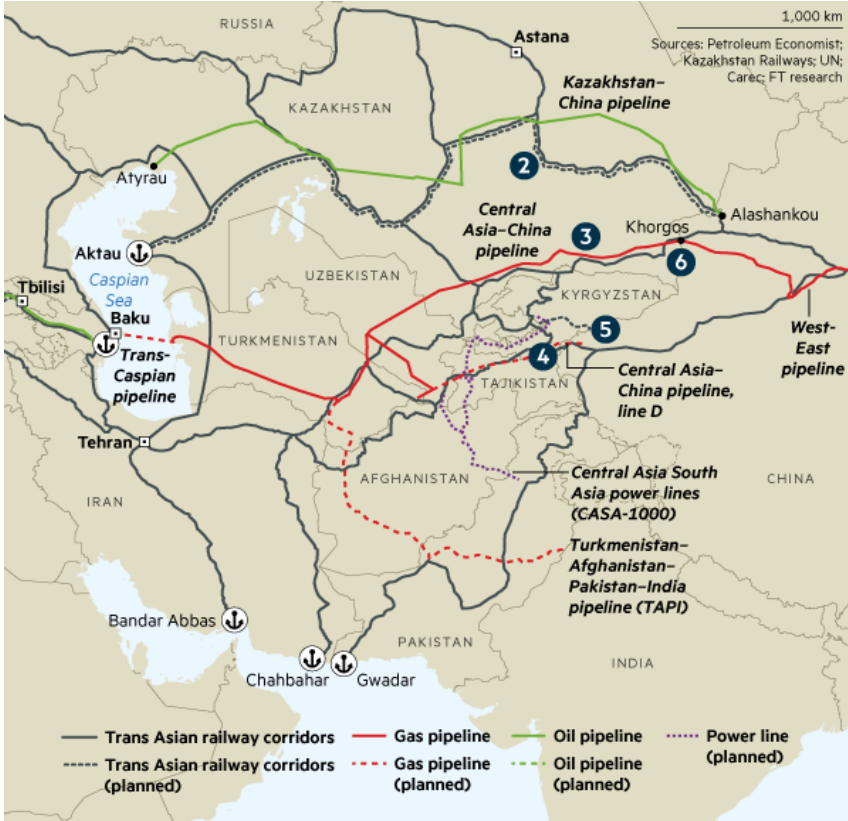 RUSSIA
1,000 km
Astana
Sources: Petroleum Economist;
Kazakhstan Railways; UN;
Carec; FT research
Kazakhstan–
China pipeline
KAZAKHSTAN
2
Atyrau
Central
Asia–China
pipeline
3
Khorgos
Alashankou
Aktau
6
Caspian
Sea
UZBEKISTAN
KYRGYZSTAN
Tbilisi
Baku
TURKMENISTAN
5
West-
East
pipeline
Trans-
Caspian
pipeline
4
TAJIKISTAN
Central Asia–
China pipeline,
line D
Tehran
AFGHANISTAN
Central Asia South
Asia power lines
(CASA-1000)
CHINA
IRAN
Turkmenistan–
Afghanistan–
Pakistan–India
pipeline (TAPI)
Bandar Abbas
PAKISTAN
INDIA
Chahbahar
Gwadar
Trans Asian railway corridors
Gas pipeline
Oil pipeline
Power line
(planned)
Trans Asian railway corridors
(planned)
Gas pipeline
(planned)
Oil pipeline
(planned)